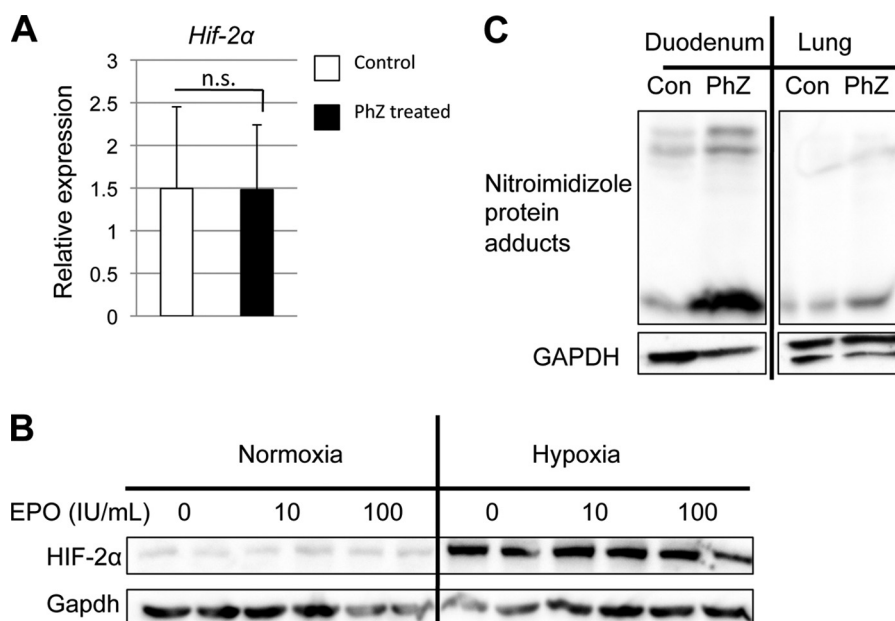 A
Hif-2α
3
2.5
2
1.5
1
0.5
0
Relative expression
n.s.
Control
PhZ treated
C
Duodenum Lung
Con PhZ Con PhZ
Nitroimidizole
protein
adducts
GAPDH
B
Normoxia Hypoxia
EPO (IU/mL) 0 10 100 0 10 100
HIF-2α
Gapdh